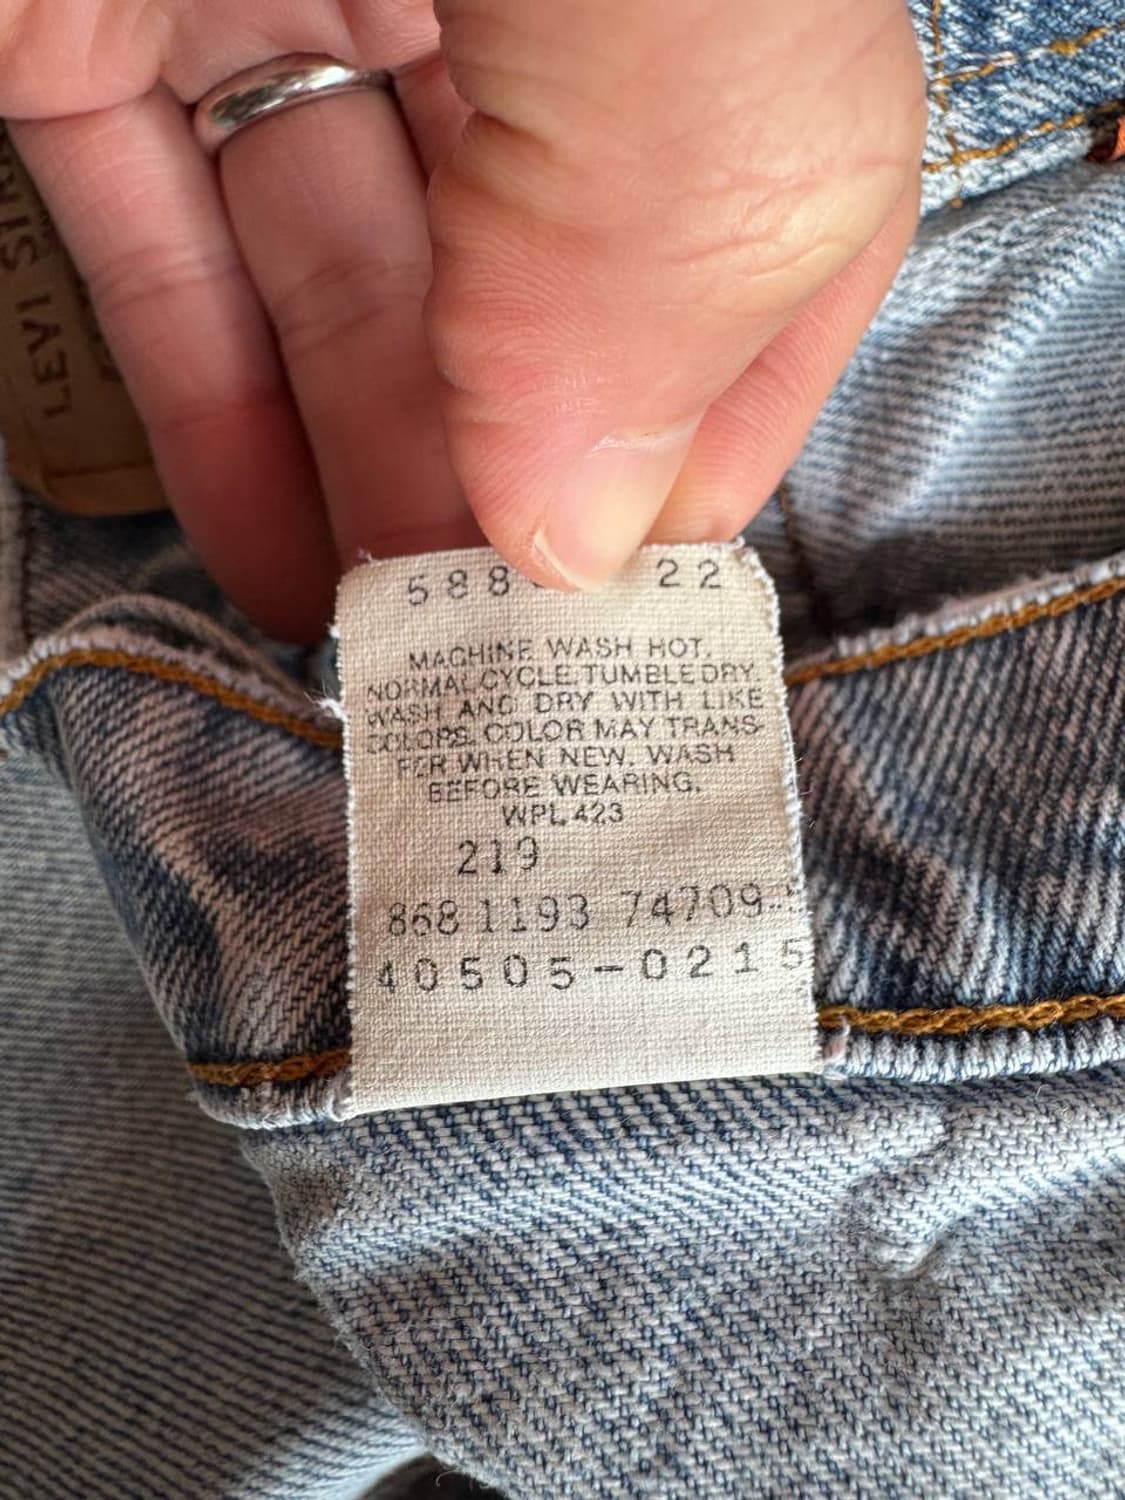 LEVI
588 22
MACHINE WASH HOT,
NORMAL CYCLE, TUMBLE DRY.
WASH AND DRY WITH LIKE
COLORS. COLOR MAY TRANS-
FER WHEN NEW. WASH
BEFORE WEARING.
WPL 423
219
868 1193 74709
40505-0215